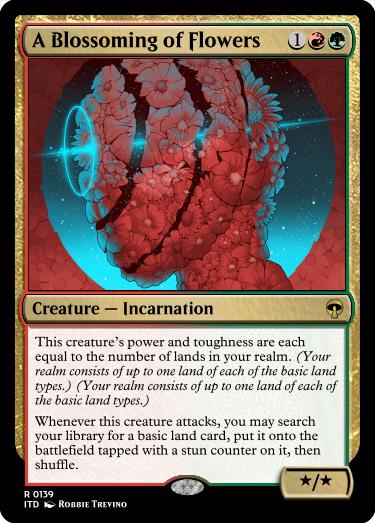 A Blossoming of Flowers 1
Creature — Incarnation
This creature's power and toughness are each
equal to the number of lands in your realm. (Your
realm consists of up to one land of each of the basic land
types.) (Your realm consists of up to one land of each of
the basic land types.)
Whenever this creature attacks, you may search
your library for a basic land card, put it onto the
battlefield tapped with a stun counter on it, then
shuffle.
★/★
R 0139
ITD Robbie Trevino